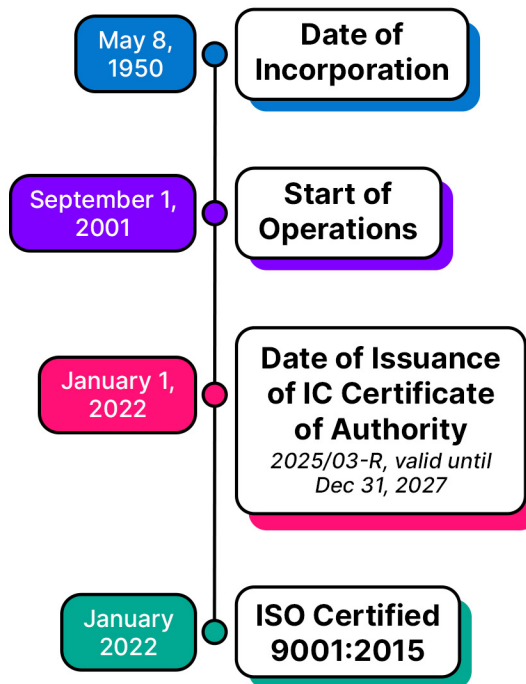 May 8,
1950
Date of
Incorporation
September 1,
2001
Start of
Operations
January 1,
2022
Date of Issuance
of IC Certificate
of Authority
2025/03-R, valid until
Dec 31, 2027
January
2022
ISO Certified
9001:2015